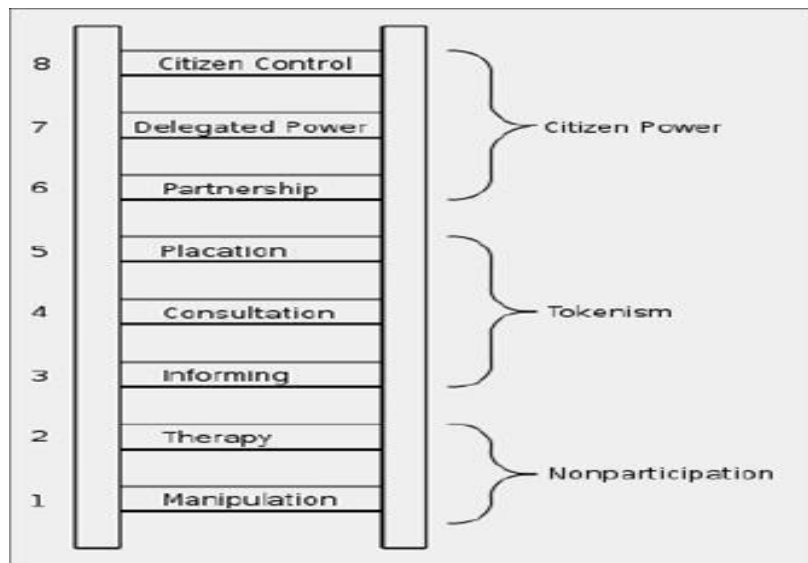 8 Citizen Control
7 Delegated Power
Citizen Power
6 Partnership
5 Placation
4 Consultation
Tokenism
3 Informing
2 Therapy
Nonparticipation
1 Manipulation